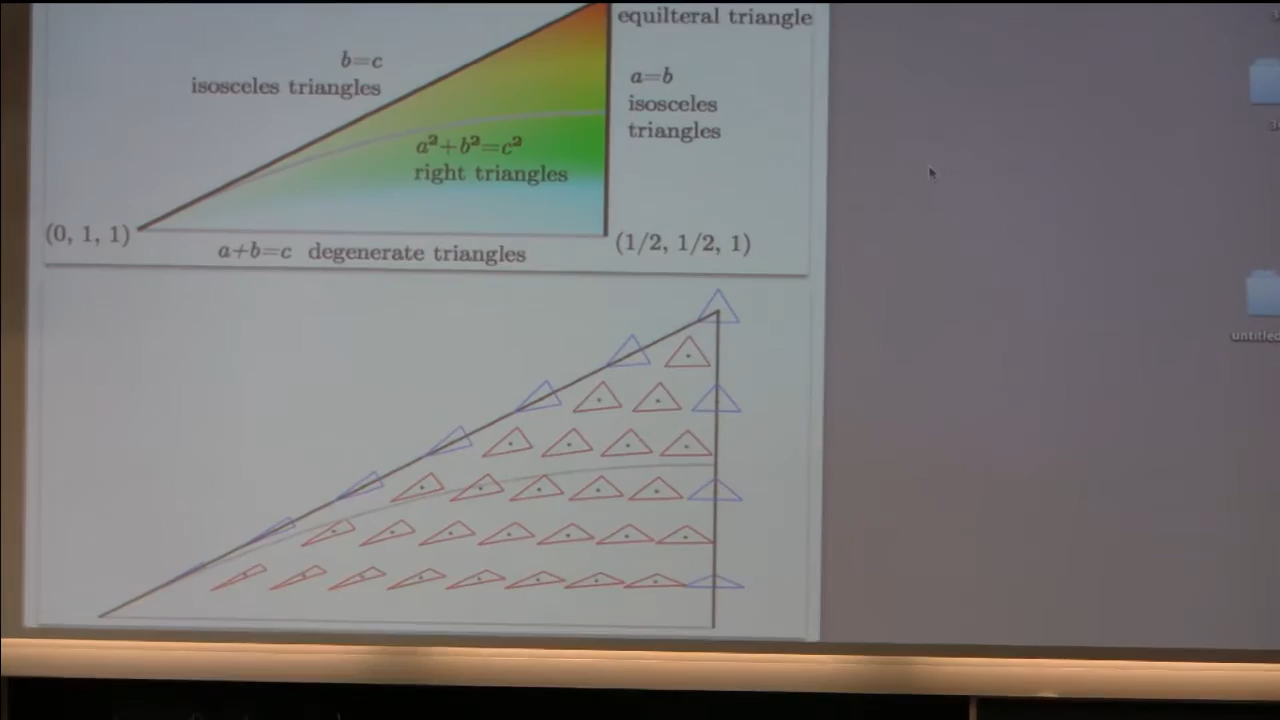 equilteral triangle
b=c
isosceles triangles
a=b
isosceles
triangles
a²+b²=c²
right triangles
(0, 1, 1)
(1/2, 1/2, 1)
a+b=c degenerate triangles
untitled